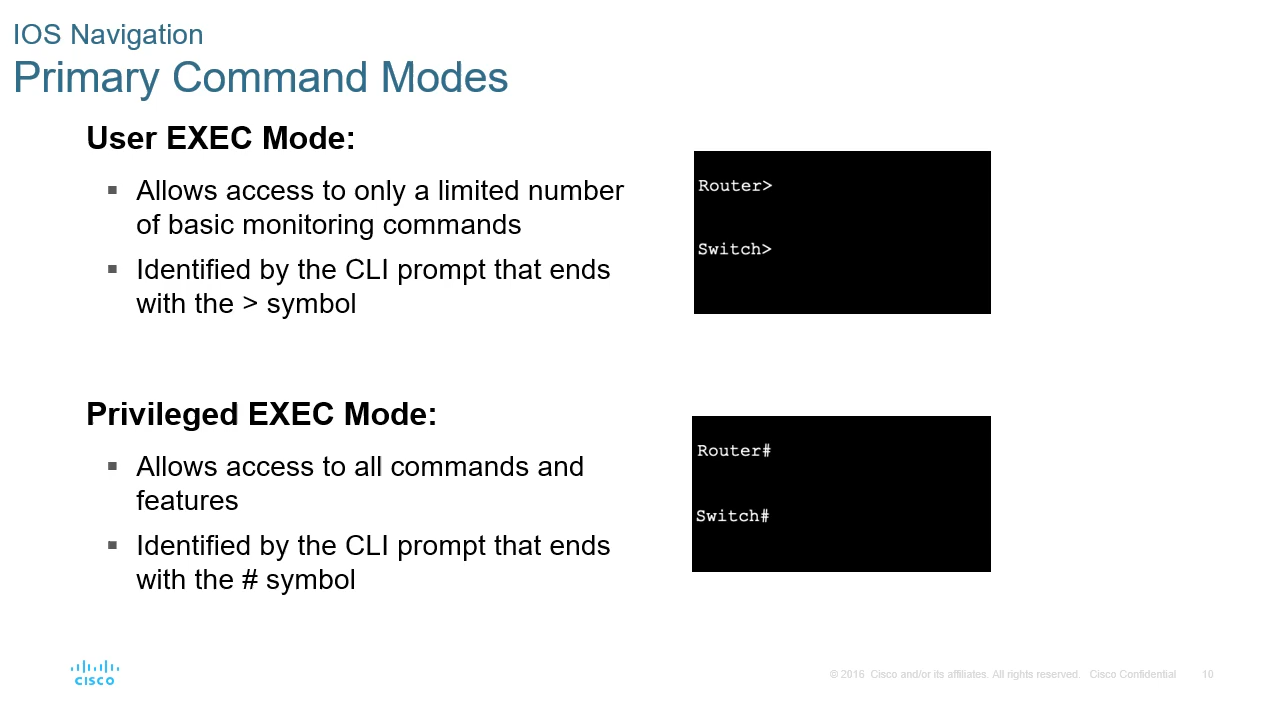 IOS Navigation
Primary Command Modes
User EXEC Mode:
▪ Allows access to only a limited number
of basic monitoring commands
▪ Identified by the CLI prompt that ends
with the > symbol
Router>
Switch>
Privileged EXEC Mode:
▪ Allows access to all commands and
features
▪ Identified by the CLI prompt that ends
with the # symbol
Router#
Switch#
CISCO
© 2016 Cisco and/or its affiliates. All rights reserved. Cisco Confidential 10